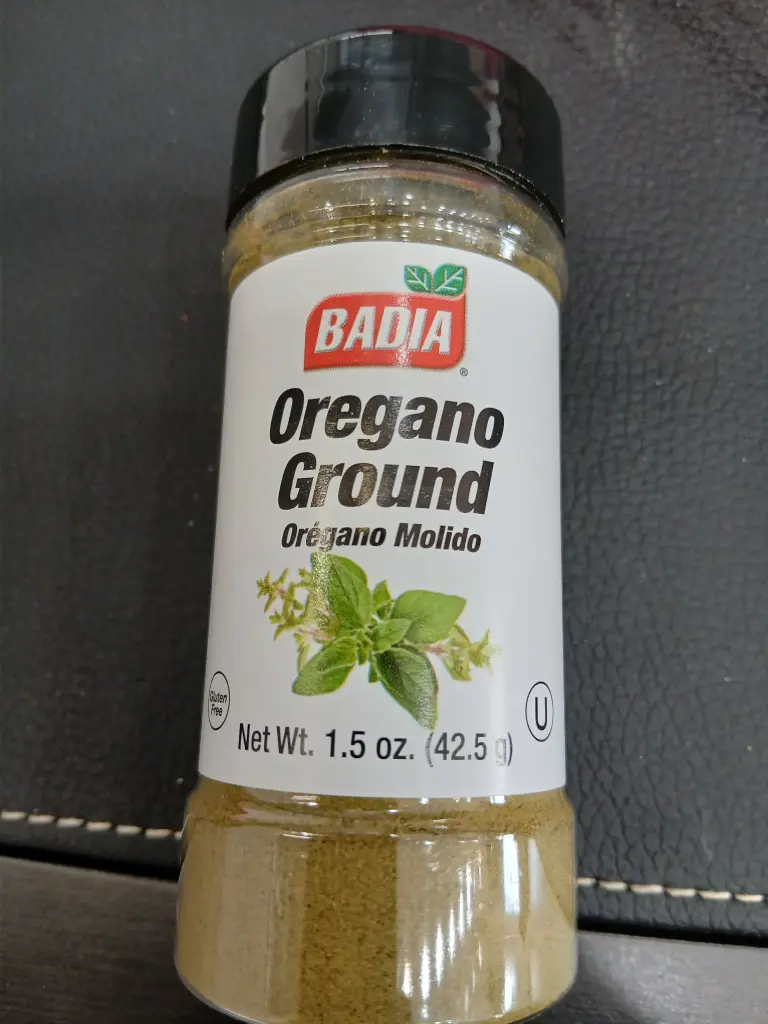 BADIA
®
Oregano
Ground
Orégano Molido
Gluten
Free
U
Net Wt. 1.5 oz. (42.5 g)